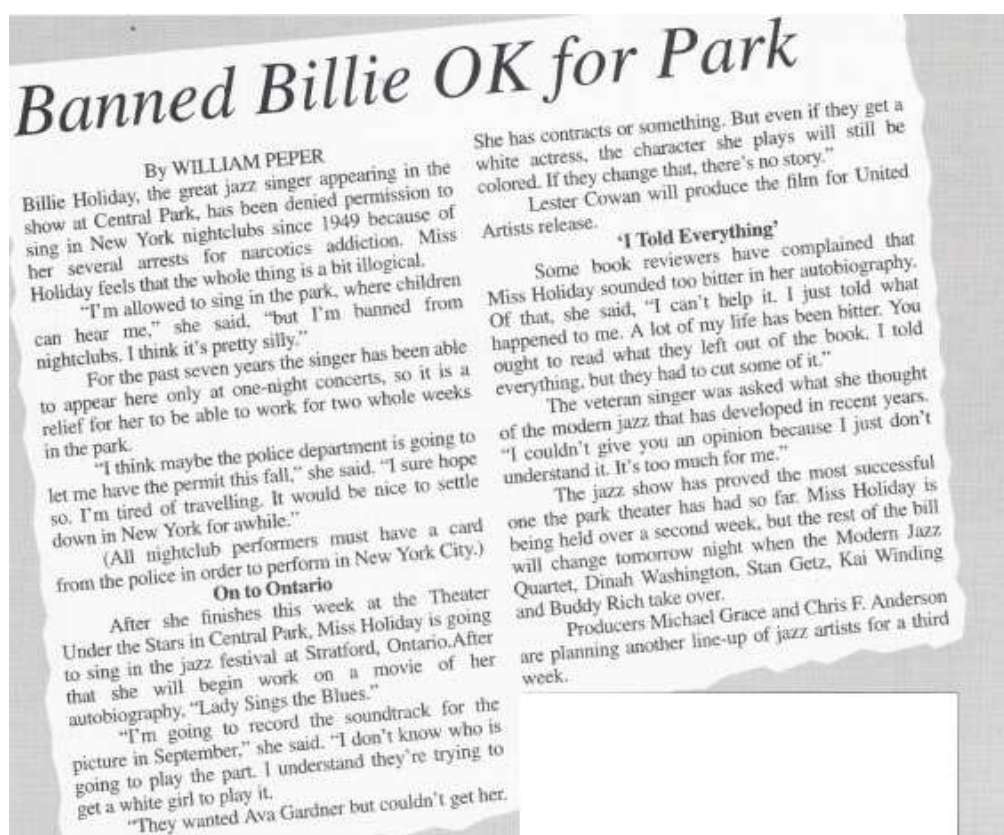 Banned Billie OK for Park
By WILLIAM PEPER
Billie Holiday, the great jazz singer appearing in the
show at Central Park, has been denied permission to
sing in New York nightclubs since 1949 because of
her several arrests for narcotics addiction. Miss
Holiday feels that the whole thing is a bit illogical.
"I'm allowed to sing in the park, where children
can hear me," she said, "but I'm banned from
nightclubs. I think it's pretty silly."
For the past seven years the singer has been able
to appear here only at one-night concerts, so it is a
relief for her to be able to work for two whole weeks
in the park.
"I think maybe the police department is going to
let me have the permit this fall," she said. "I sure hope
so. I'm tired of travelling. It would be nice to settle
down in New York for awhile."
(All nightclub performers must have a card
from the police in order to perform in New York City.)
On to Ontario
After she finishes this week at the Theater
Under the Stars in Central Park, Miss Holiday is going
to sing in the jazz festival at Stratford, Ontario.After
that she will begin work on a movie of her
autobiography, "Lady Sings the Blues."
"I'm going to record the soundtrack for the
picture in September," she said. "I don't know who is
going to play the part. I understand they're trying to
get a white girl to play it.
"They wanted Ava Gardner but couldn't get her.
She has contracts or something. But even if they get a
white actress, the character she plays will still be
colored. If they change that, there's no story."
Lester Cowan will produce the film for United
Artists release.
'I Told Everything'
Some book reviewers have complained that
Miss Holiday sounded too bitter in her autobiography.
Of that, she said, "I can't help it. I just told what
happened to me. A lot of my life has been bitter. You
ought to read what they left out of the book. I told
everything, but they had to cut some of it."
The veteran singer was asked what she thought
of the modern jazz that has developed in recent years.
"I couldn't give you an opinion because I just don't
understand it. It's too much for me."
The jazz show has proved the most successful
one the park theater has had so far. Miss Holiday is
being held over a second week, but the rest of the bill
will change tomorrow night when the Modern Jazz
Quartet, Dinah Washington, Stan Getz, Kai Winding
and Buddy Rich take over.
Producers Michael Grace and Chris F. Anderson
are planning another line-up of jazz artists for a third
week.